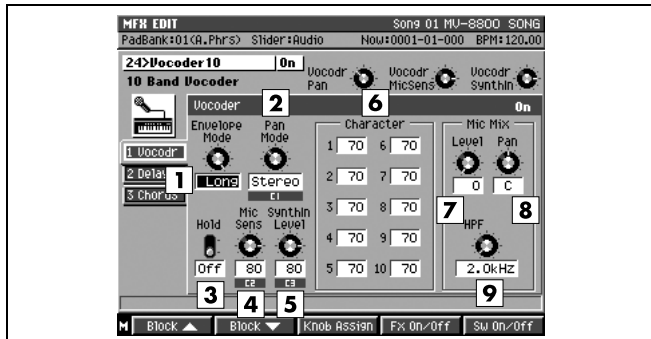 MFX EDIT Song 01 MV-8800 SONG
PadBank:01(A.Phrs) Slider:Audio Now:0001-01-000 BPM:120.00
24>Vocoder10 On
10 Band Vocoder
Vocodr Pan
Vocodr MicSens
Vocodr SynthIn
2
6
Vocoder On
Envelope Mode
Pan Mode
Character
Mic Mix
1 Vocodr
2 Delay
3 Chorus
1
Long
Stereo
C1
1 70 6 70
2 70 7 70
3 70 8 70
4 70 9 70
5 70 10 70
Level
Pan
0
C
7
8
Hold
Mic Sens
SynthIn Level
HPF
Off
80
80
2.0kHz
C2
C3
3
4
5
9
M Block ▲ Block ▼ Knob Assign FX On/Off SW On/Off